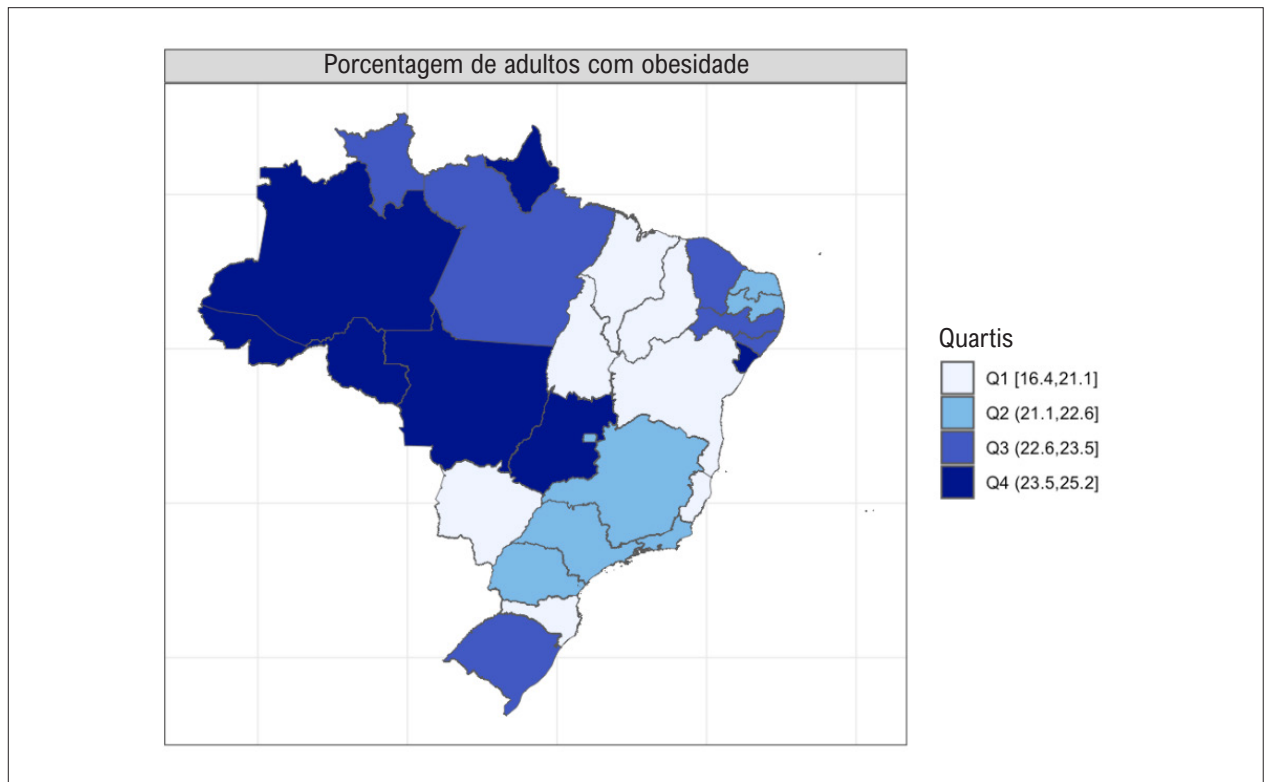 Porcentagem de adultos com obesidade
Quartis
Q1 [16.4,21.1]
Q2 (21.1,22.6]
Q3 (22.6,23.5]
Q4 (23.5,25.2]